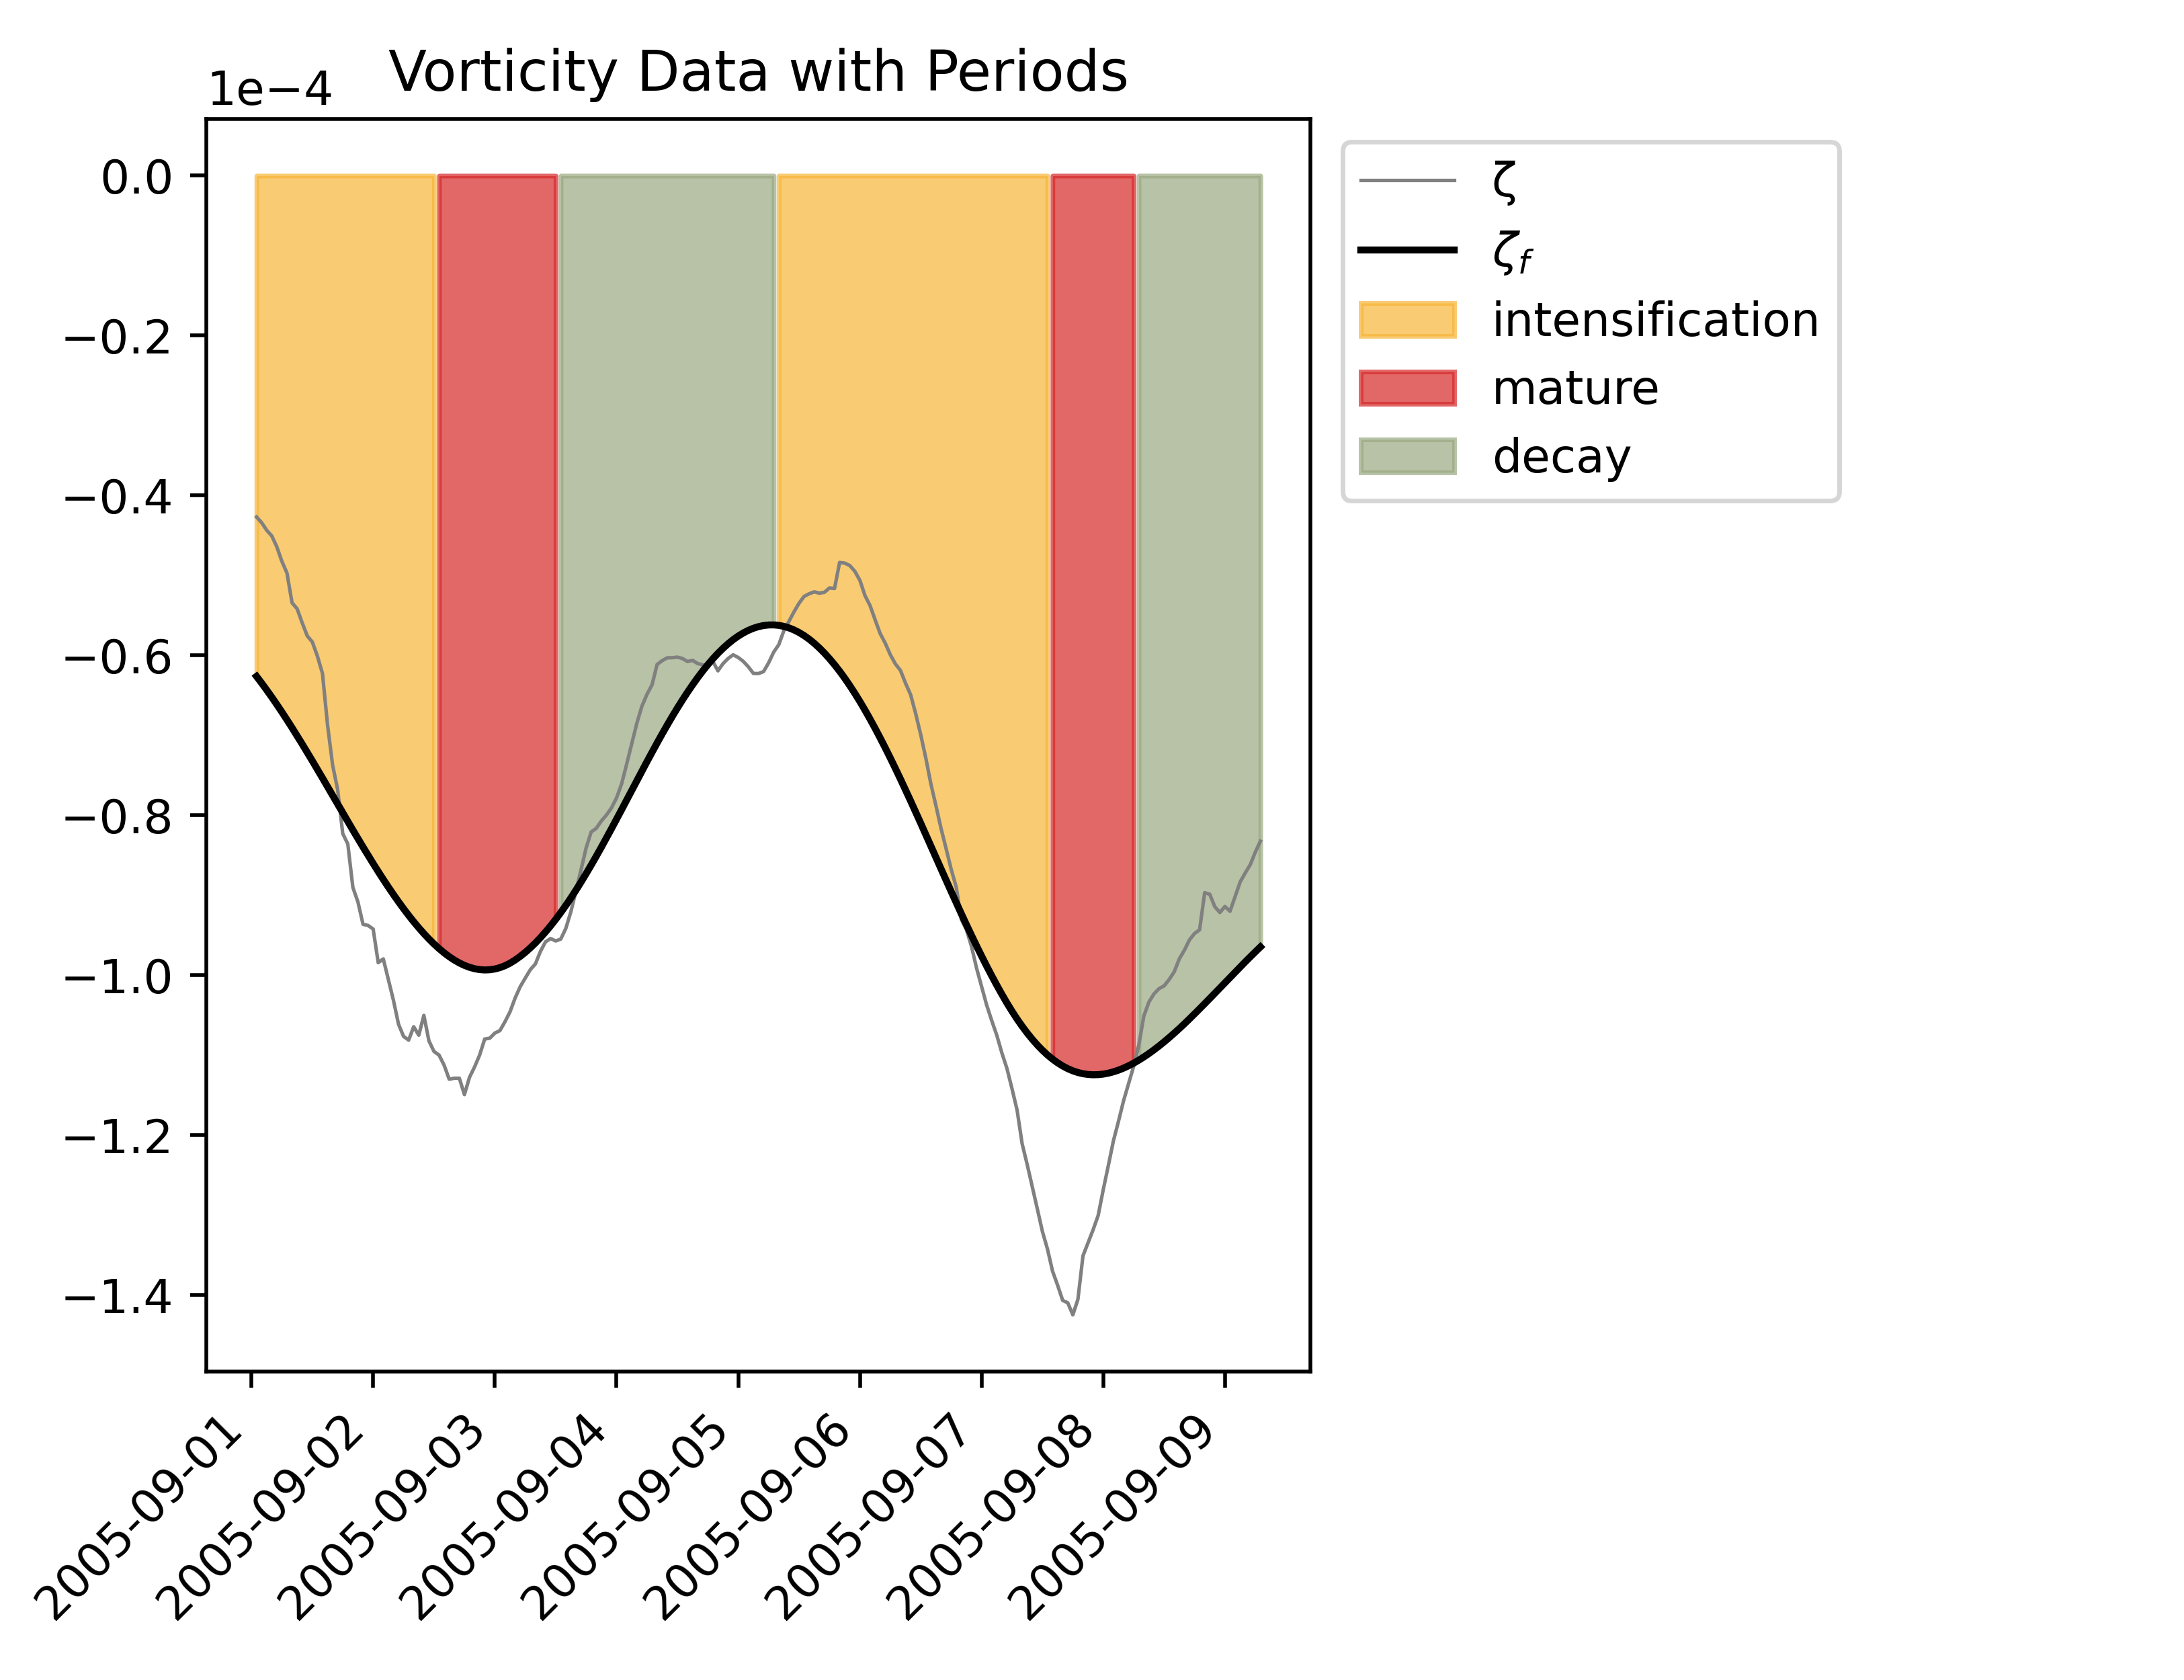 Vorticity Data with Periods
1e−4
0.0
−0.2
−0.4
−0.6
−0.8
−1.0
−1.2
−1.4
2005-09-01
2005-09-02
2005-09-03
2005-09-04
2005-09-05
2005-09-06
2005-09-07
2005-09-08
2005-09-09
ζ
ζf
intensification
mature
decay